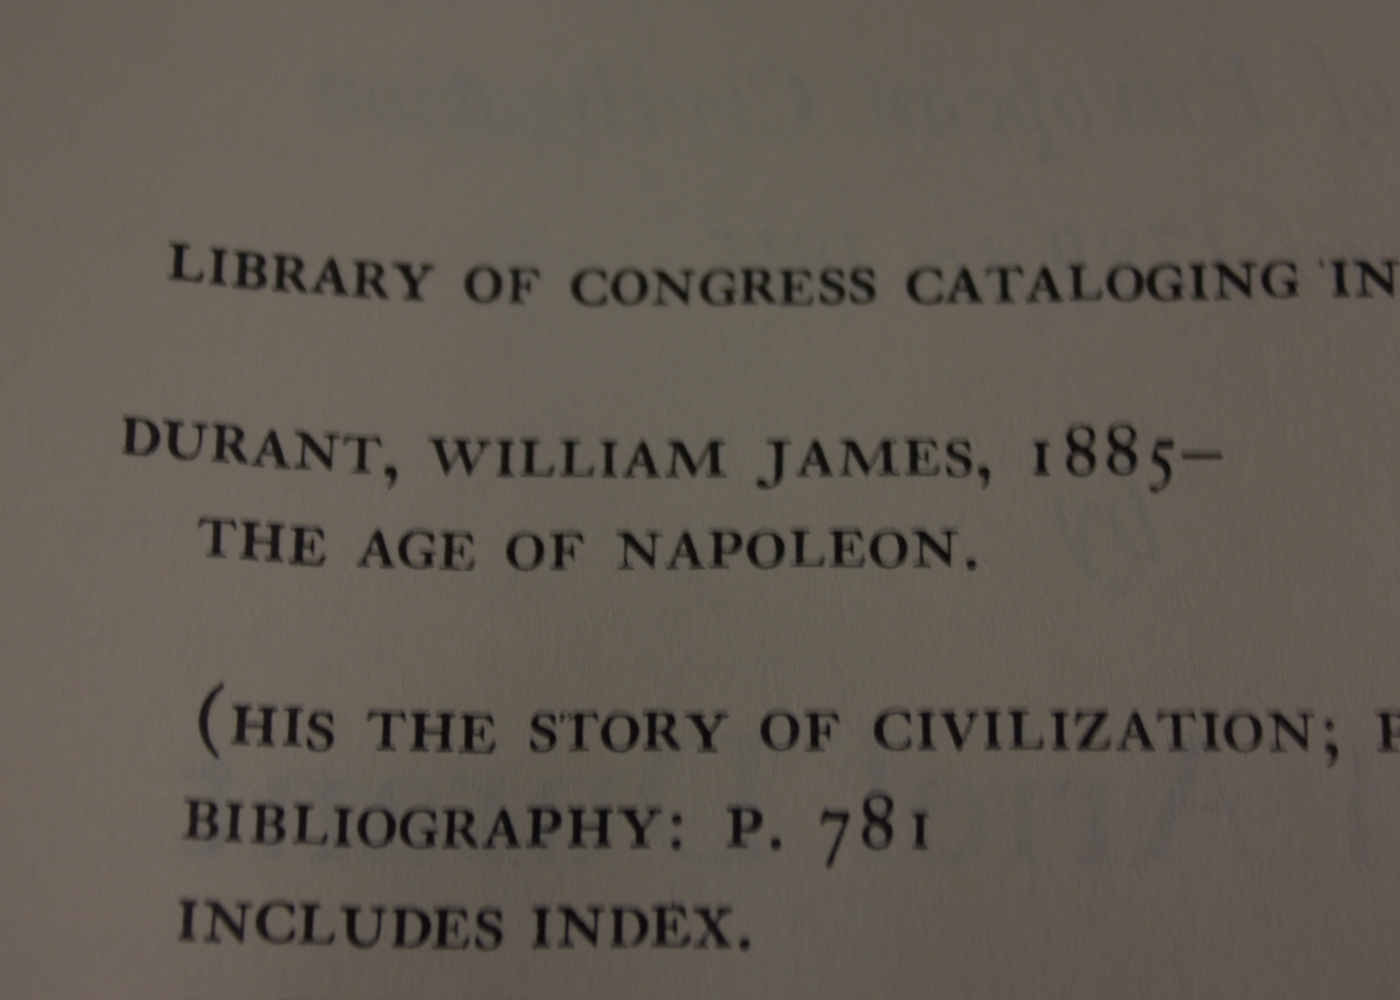 LIBRARY OF CONGRESS CATALOGING IN
DURANT, WILLIAM JAMES, 1885–
THE AGE OF NAPOLEON.
(HIS THE STORY OF CIVILIZATION;
BIBLIOGRAPHY: P. 781
INCLUDES INDEX.